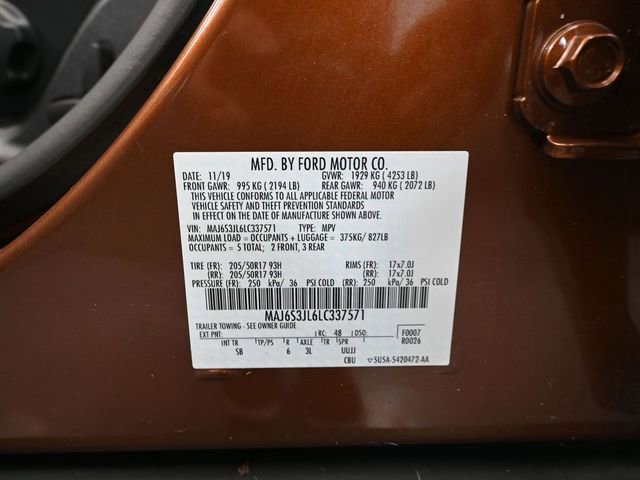 MFD. BY FORD MOTOR CO.
DATE: 11/19 GVWR: 1929 KG ( 4253 LB)
FRONT GAWR: 995 KG ( 2194 LB) REAR GAWR: 940 KG ( 2072 LB)
THIS VEHICLE CONFORMS TO ALL APPLICABLE FEDERAL MOTOR
VEHICLE SAFETY AND THEFT PREVENTION STANDARDS
IN EFFECT ON THE DATE OF MANUFACTURE SHOWN ABOVE.
VIN: MAJ6S3JL6LC337571 TYPE: MPV
MAXIMUM LOAD = OCCUPANTS + LUGGAGE = 375KG/ 827LB
OCCUPANTS = 5 TOTAL; 2 FRONT, 3 REAR
TIRE (FR): 205/50R17 93H RIMS (FR): 17x7.0J
(RR): 205/50R17 93H (RR): 17x7.0J
PRESSURE (FR): 250 kPa/ 36 PSI COLD (RR): 250 kPa/ 36 PSI COLD
MAJ6S3JL6LC337571
TRAILER TOWING - SEE OWNER GUIDE
EXT PNT: RC: 48 DSO: F0007
R0026
INT TR TP/PS R AXLE TR SPR
SB 6 3L UUJJ
CBU SU5A-5420472-AA